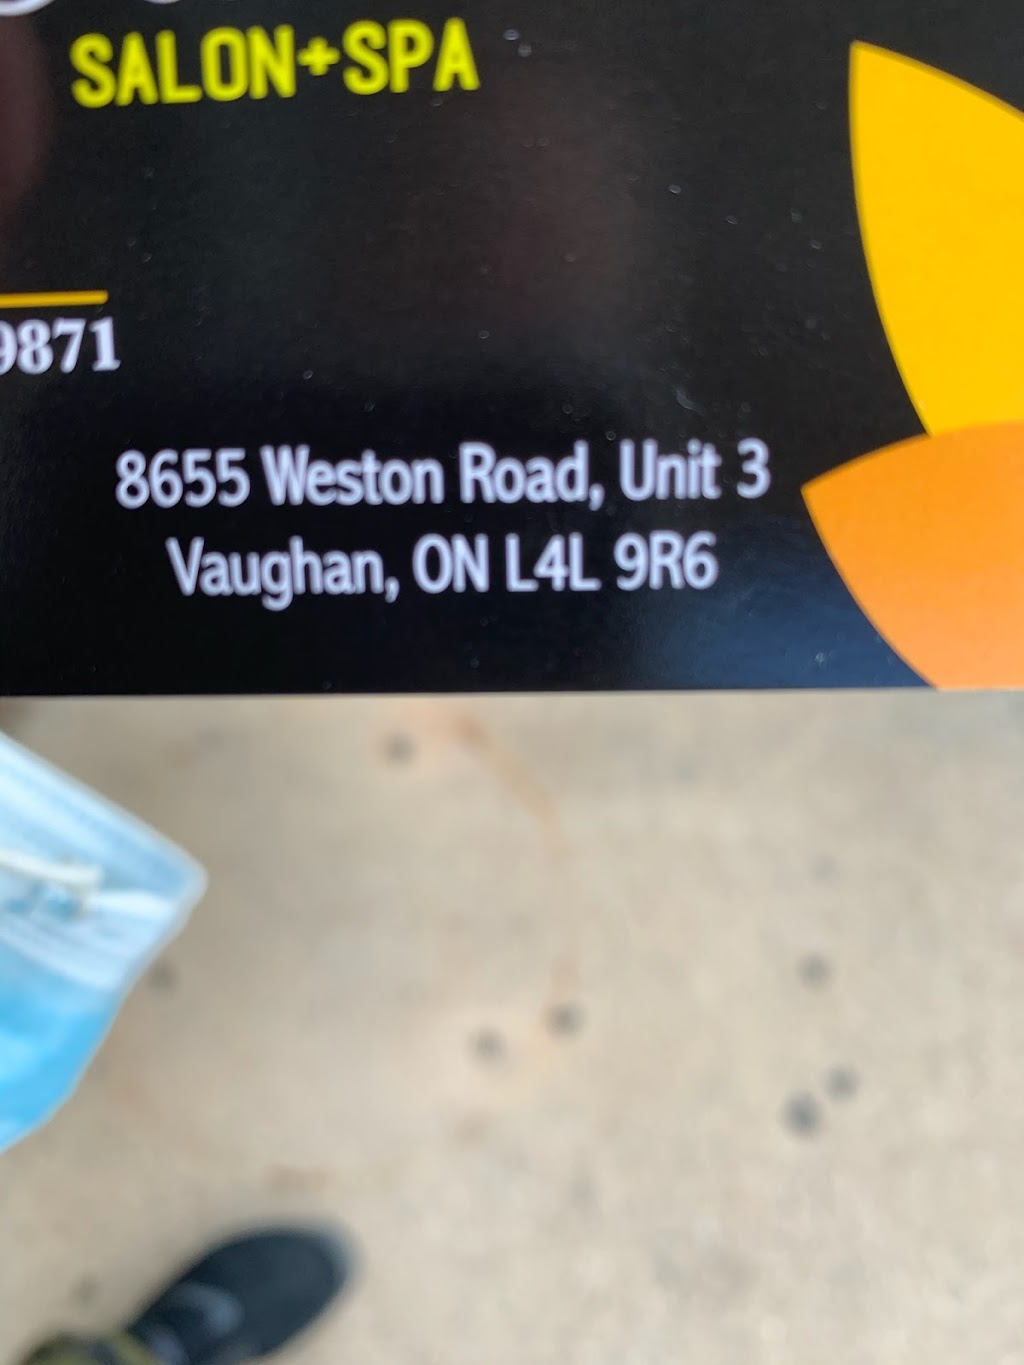 SALON+SPA
9871
8655 Weston Road, Unit 3
Vaughan, ON L4L 9R6